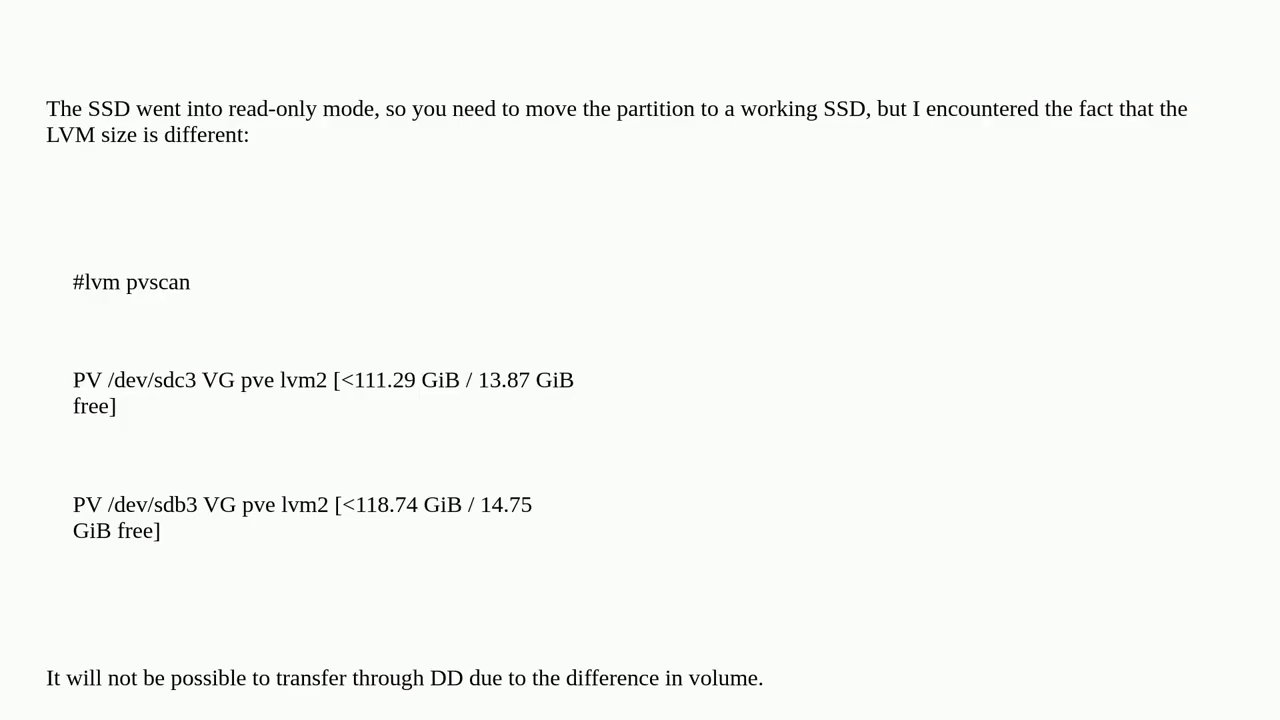 The SSD went into read-only mode, so you need to move the partition to a working SSD, but I encountered the fact that the
LVM size is different:
#lvm pvscan
PV /dev/sdc3 VG pve lvm2 [<111.29 GiB / 13.87 GiB
free]
PV /dev/sdb3 VG pve lvm2 [<118.74 GiB / 14.75
GiB free]
It will not be possible to transfer through DD due to the difference in volume.